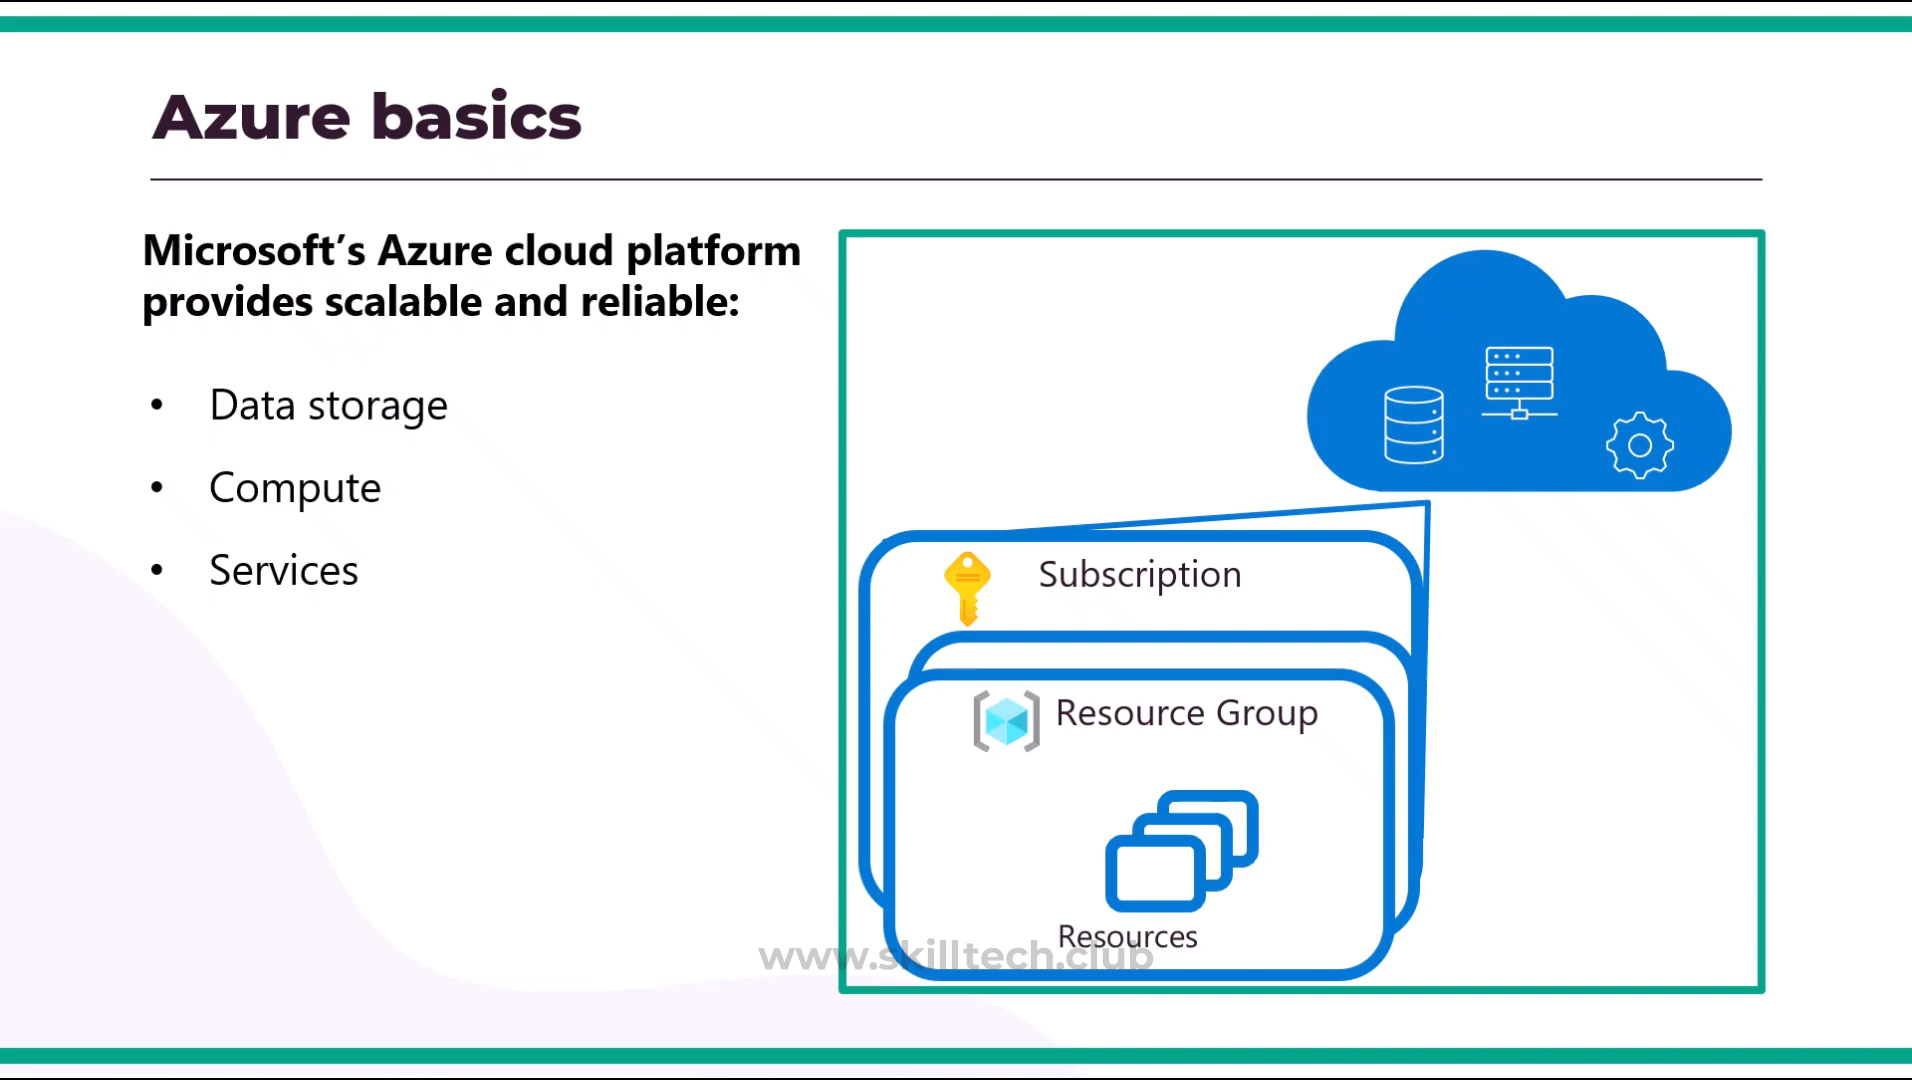 Azure basics
Microsoft’s Azure cloud platform
provides scalable and reliable:
• Data storage
• Compute
• Services
Subscription
Resource Group
Resources
www.skilltech.club